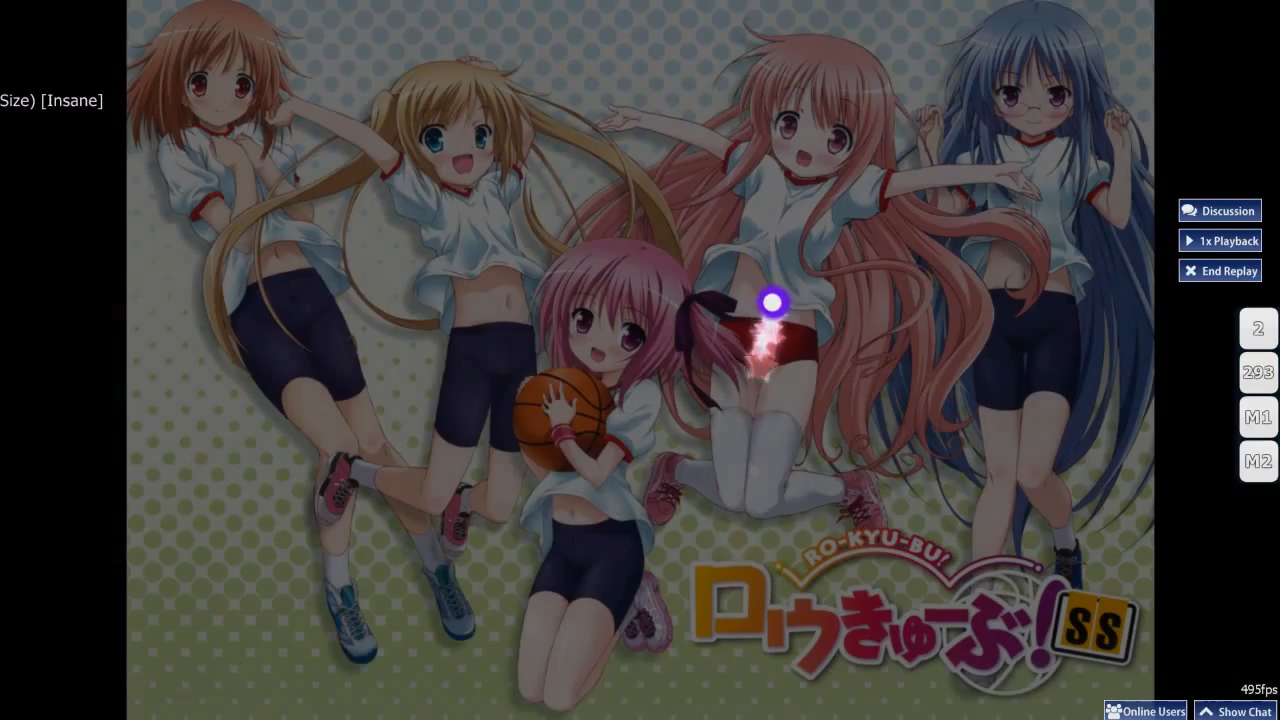 Size) [Insane]
Discussion
1x Playback
End Replay
2
293
M1
M2
RO-KYU-BU!
ロウきゅーぶ!SS
495fps
Online Users
Show Chat